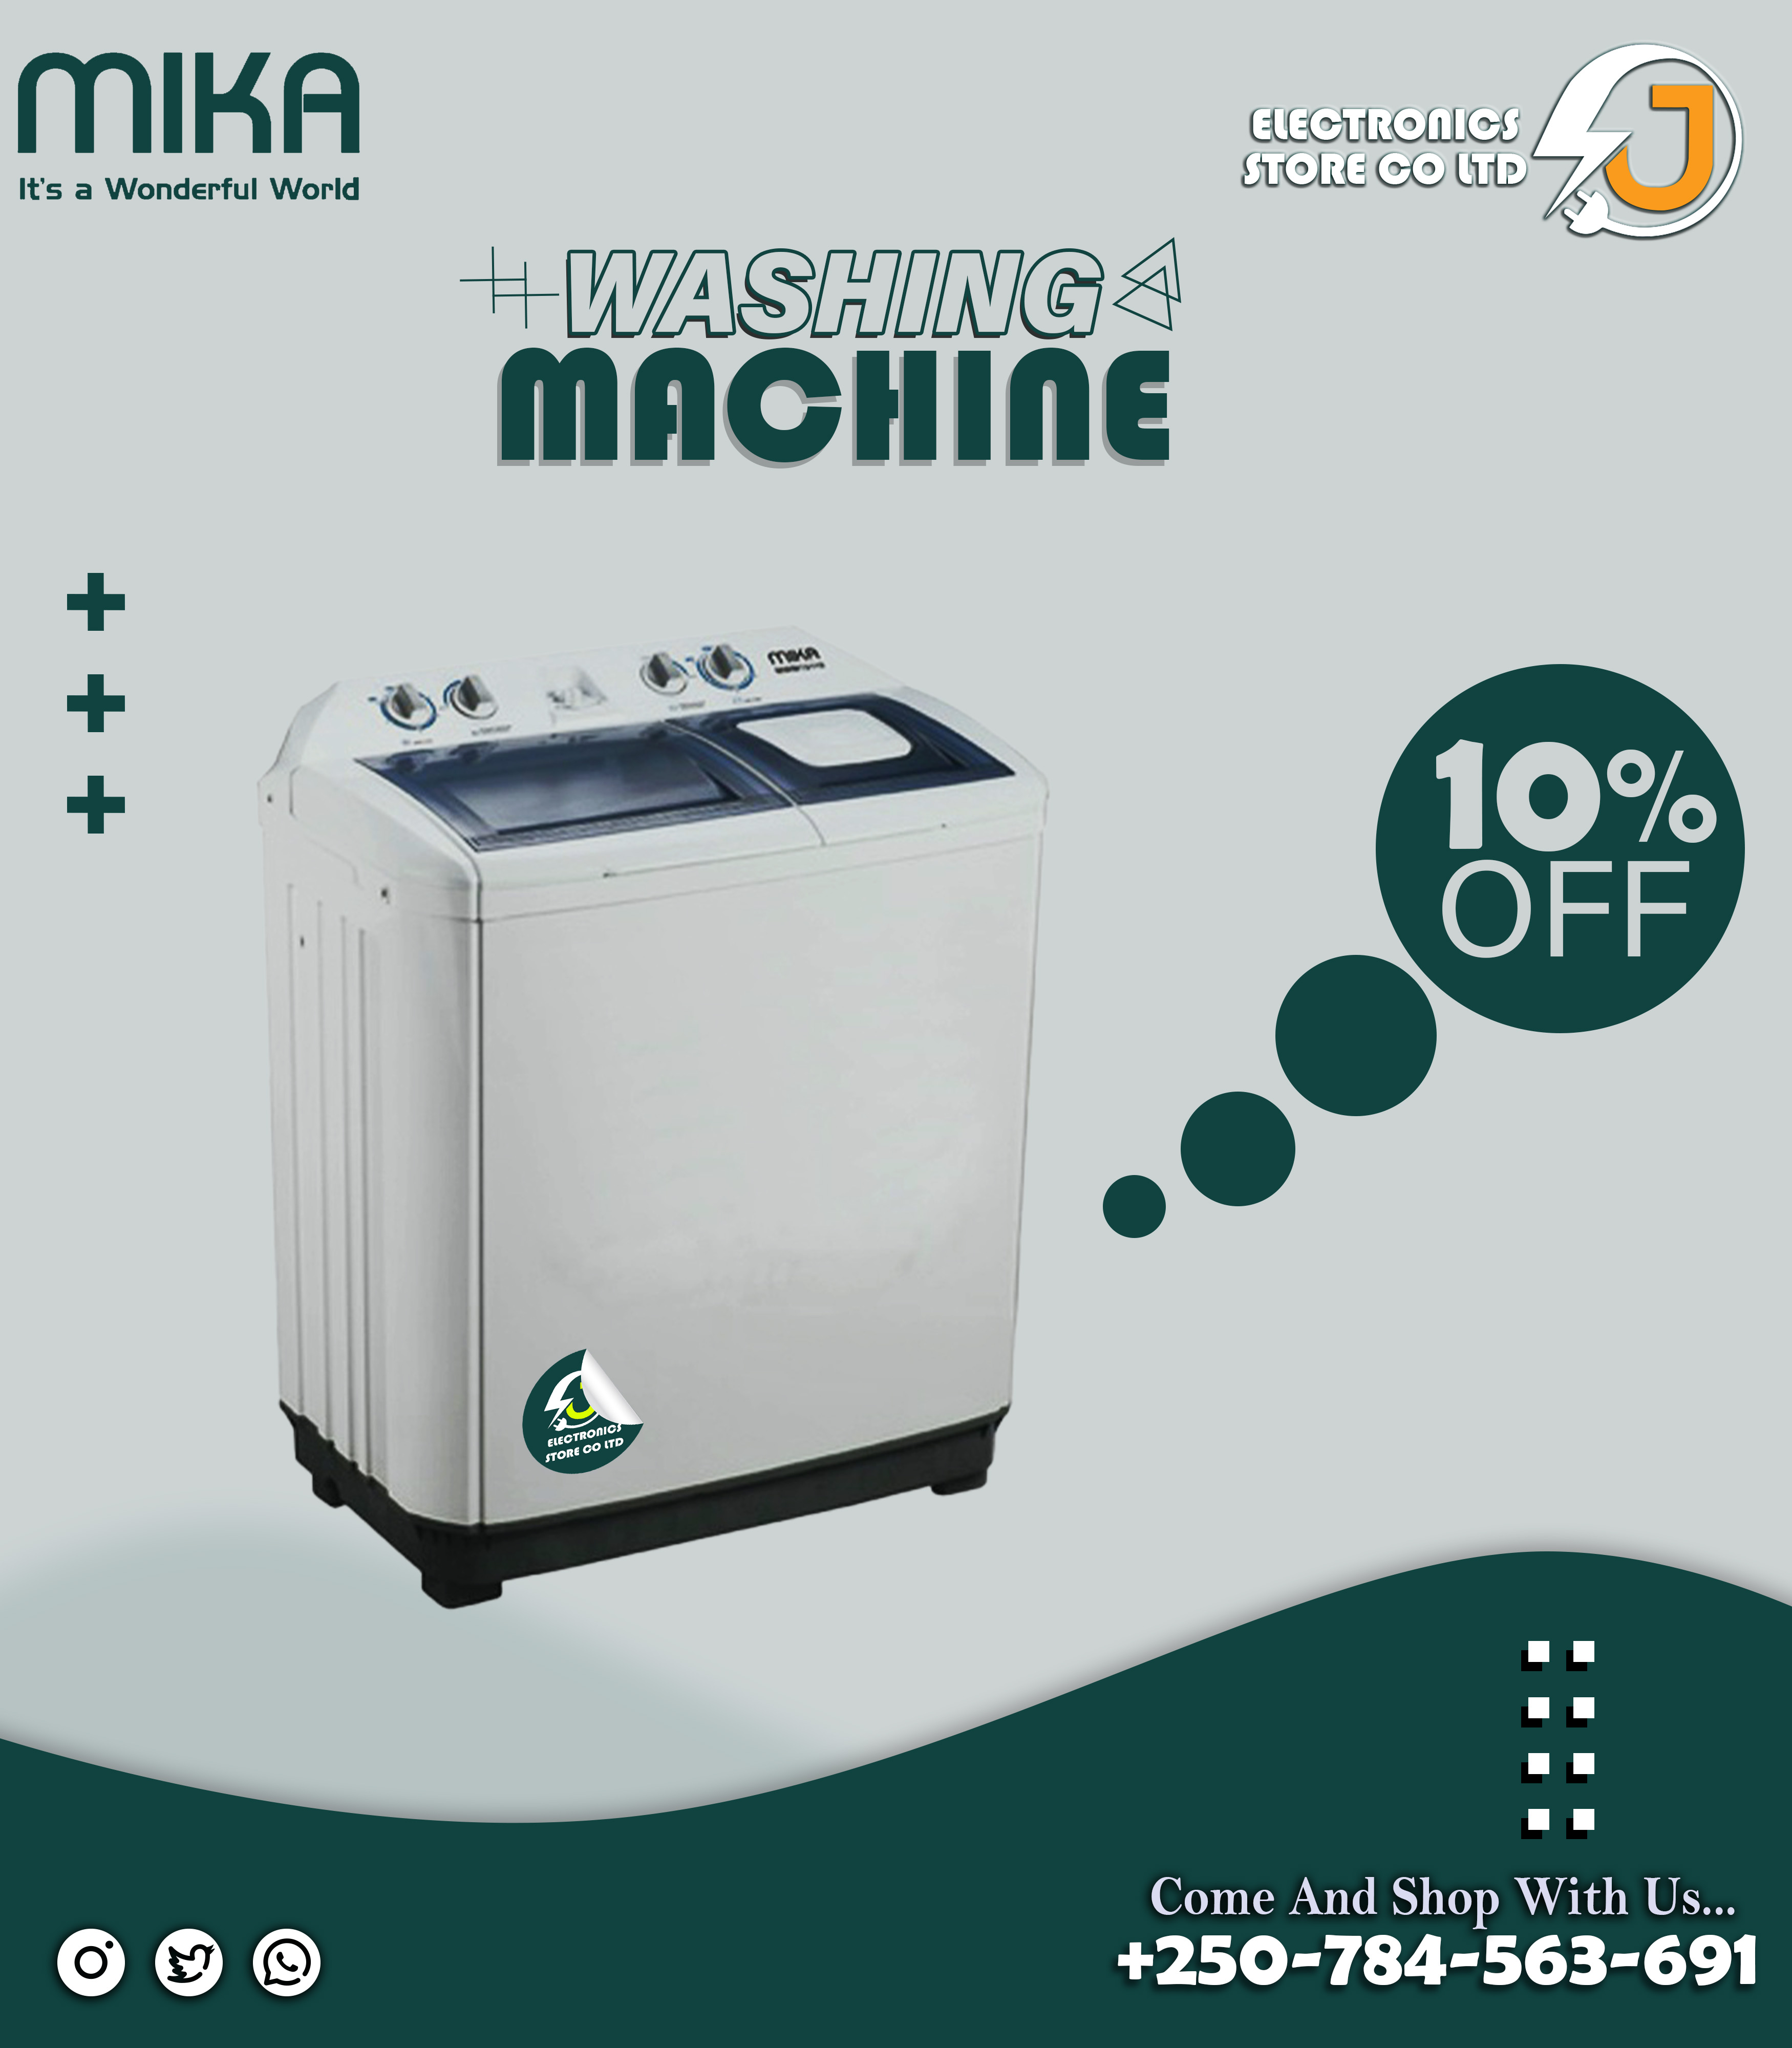 MIKA
It's a Wonderful World
ELECTRONICS
STORE CO LTD
J
WASHING
MACHINE
MIKA
10%
OFF
J
ELECTRONICS
STORE CO LTD
Come And Shop With Us...
+250-784-563-691